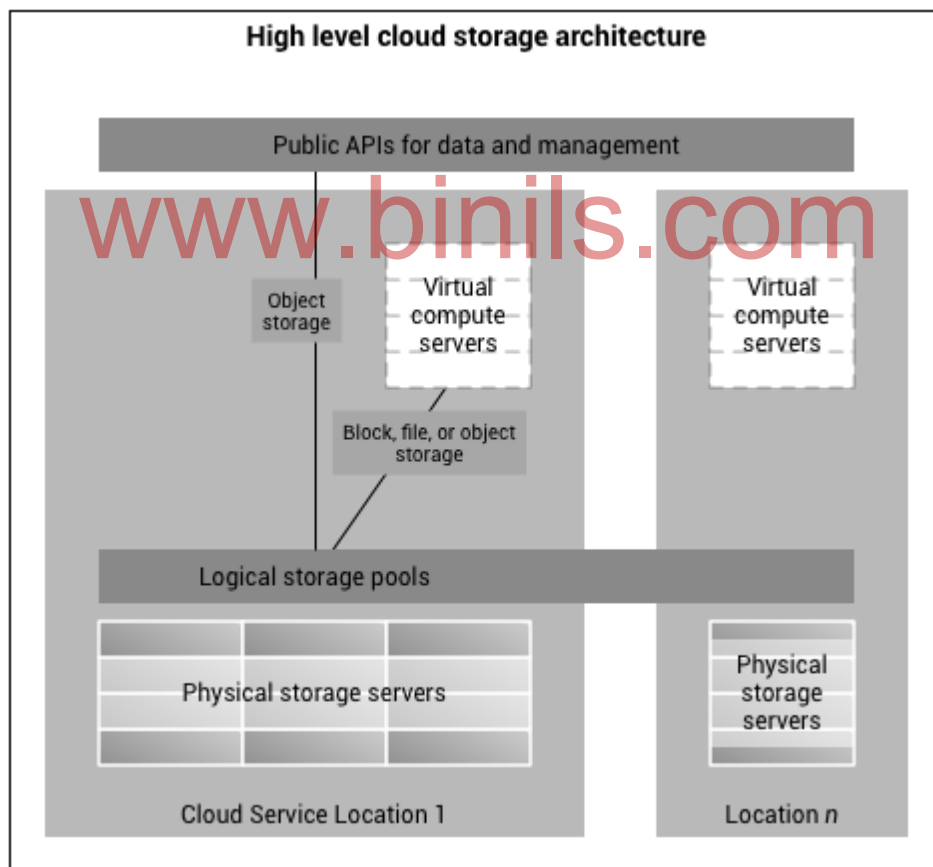 High level cloud storage architecture
Public APIs for data and management
www.binils.com
Object
storage
Virtual
compute
servers
Virtual
compute
servers
Block, file, or object
storage
Logical storage pools
Physical storage servers
Physical
storage
servers
Cloud Service Location 1
Location n